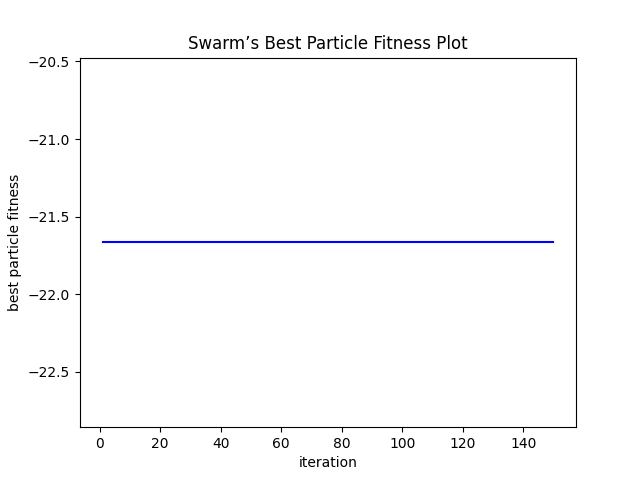 Swarm’s Best Particle Fitness Plot
−20.5
−21.0
−21.5
−22.0
−22.5
best particle fitness
0 20 40 60 80 100 120 140
iteration